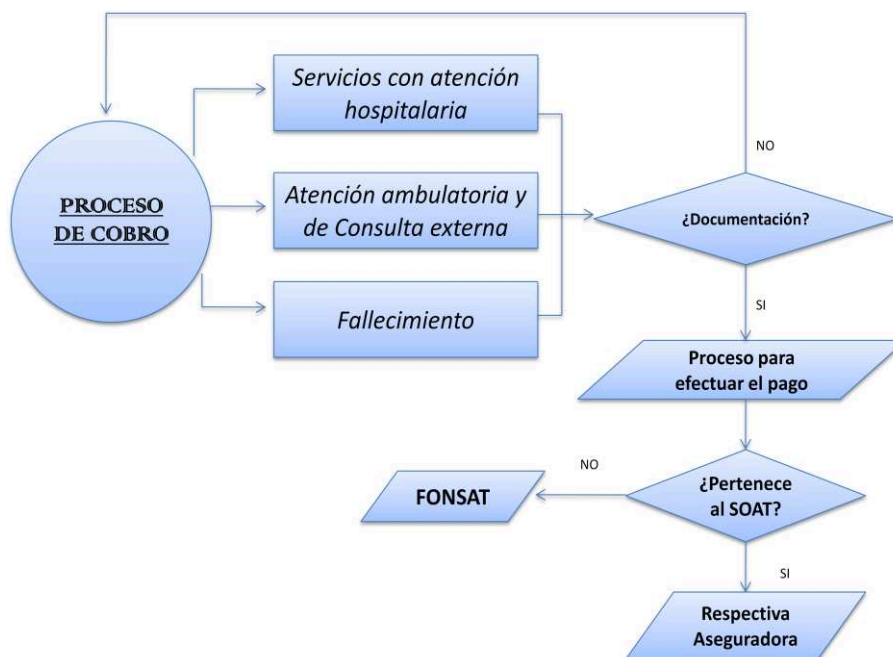 Servicios con atención
hospitalaria
NO
PROCESO
DE COBRO
Atención ambulatoria y
de Consulta externa
¿Documentación?
Fallecimiento
SI
Proceso para
efectuar el pago
NO
¿Pertenece
al SOAT?
FONSAT
SI
Respectiva
Aseguradora